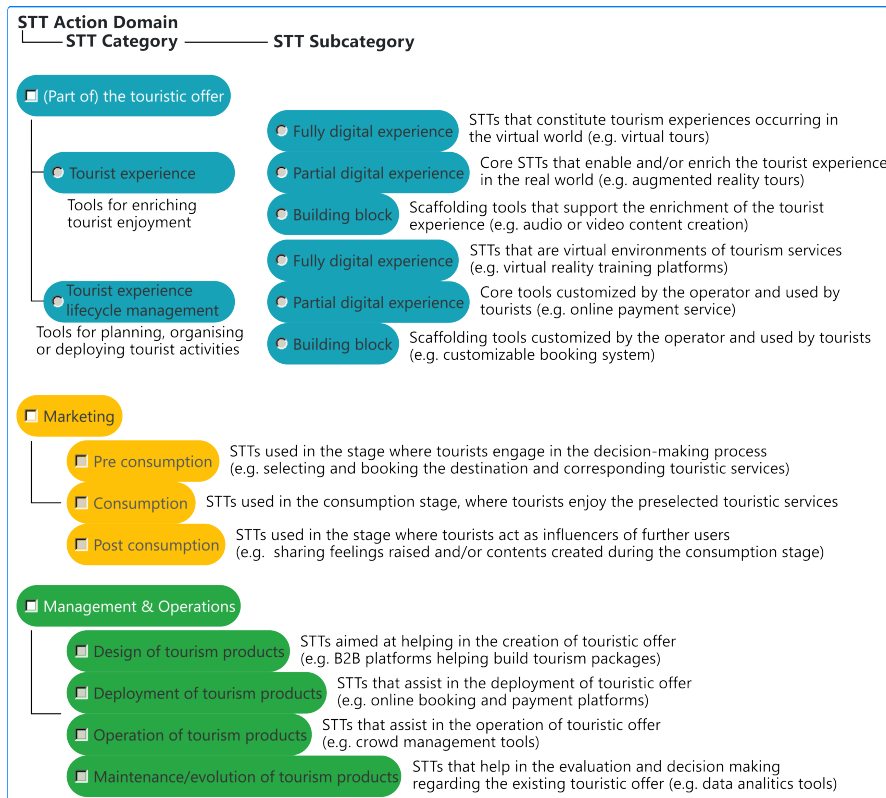 STT Action Domain
STT Category
STT Subcategory
(Part of) the touristic offer
Tourist experience
Tools for enriching
tourist enjoyment
Fully digital experience
STTs that constitute tourism experiences occurring in
the virtual world (e.g. virtual tours)
Partial digital experience
Core STTs that enable and/or enrich the tourist experience
in the real world (e.g. augmented reality tours)
Building block
Scaffolding tools that support the enrichment of the tourist
experience (e.g. audio or video content creation)
Tourist experience
lifecycle management
Tools for planning, organising
or deploying tourist activities
Fully digital experience
STTs that are virtual environments of tourism services
(e.g. virtual reality training platforms)
Partial digital experience
Core tools customized by the operator and used by
tourists (e.g. online payment service)
Building block
Scaffolding tools customized by the operator and used by tourists
(e.g. customizable booking system)
Marketing
Pre consumption
STTs used in the stage where tourists engage in the decision-making process
(e.g. selecting and booking the destination and corresponding touristic services)
Consumption
STTs used in the consumption stage, where tourists enjoy the preselected touristic services
Post consumption
STTs used in the stage where tourists act as influencers of further users
(e.g. sharing feelings raised and/or contents created during the consumption stage)
Management & Operations
Design of tourism products
STTs aimed at helping in the creation of touristic offer
(e.g. B2B platforms helping build tourism packages)
Deployment of tourism products
STTs that assist in the deployment of touristic offer
(e.g. online booking and payment platforms)
Operation of tourism products
STTs that assist in the operation of touristic offer
(e.g. crowd management tools)
Maintenance/evolution of tourism products
STTs that help in the evaluation and decision making
regarding the existing touristic offer (e.g. data analitics tools)